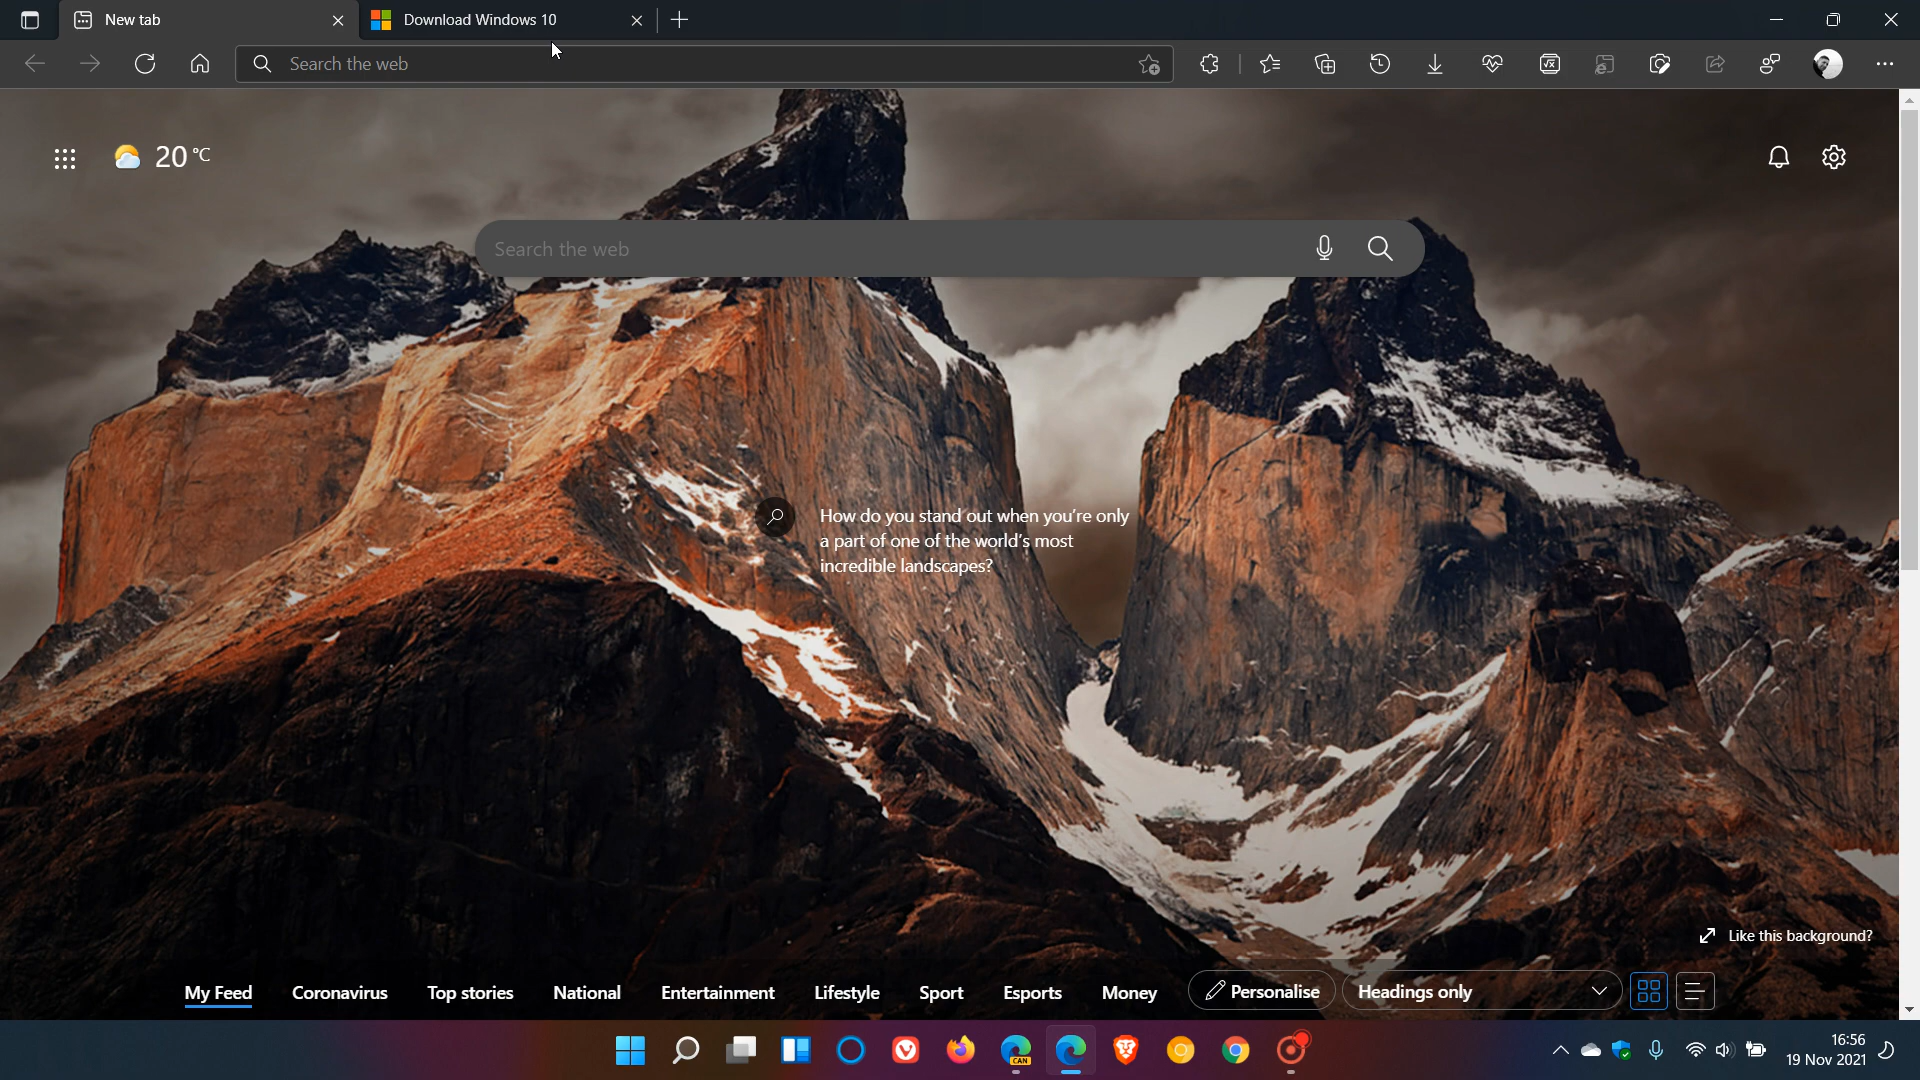 New tab
Download Windows 10
Search the web
20 °C
Search the web
How do you stand out when you're only
a part of one of the world's most
incredible landscapes?
Like this background?
My Feed
Coronavirus
Top stories
National
Entertainment
Lifestyle
Sport
Esports
Money
Personalise
Headings only
CAN
16:56
19 Nov 2021